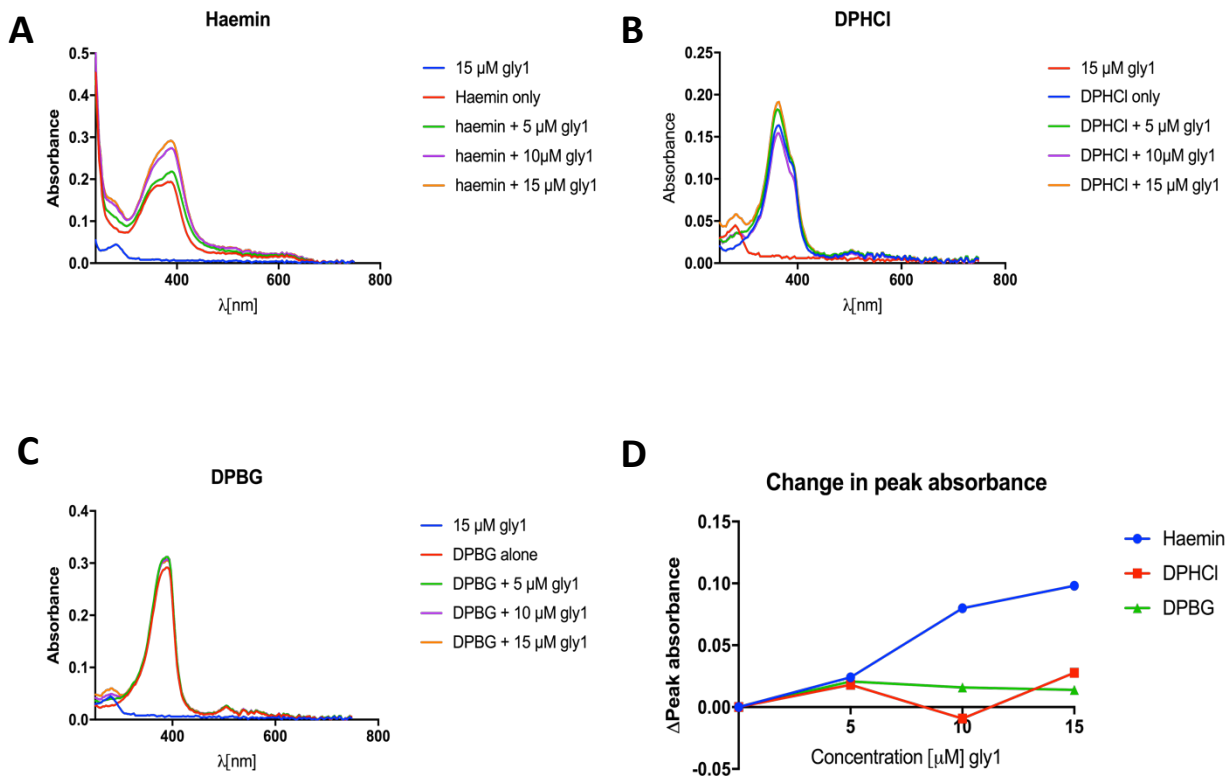 A
Haemin
Absorbance
0.5
0.4
0.3
0.2
0.1
0.0
400
600
800
λ[nm]
15 µM gly1
Haemin only
haemin + 5 µM gly1
haemin + 10µM gly1
haemin + 15 µM gly1
B
DPHCl
Absorbance
0.25
0.20
0.15
0.10
0.05
0.00
400
600
800
λ[nm]
15 µM gly1
DPHCl only
DPHCl + 5 µM gly1
DPHCl + 10µM gly1
DPHCl + 15 µM gly1
C
DPBG
Absorbance
0.4
0.3
0.2
0.1
0.0
400
600
800
λ[nm]
15 µM gly1
DPBG alone
DPBG + 5 µM gly1
DPBG + 10 µM gly1
DPBG + 15 µM gly1
D
Change in peak absorbance
ΔPeak absorbance
0.15
0.10
0.05
0.00
-0.05
5
10
15
Concentration [µM] gly1
Haemin
DPHCl
DPBG